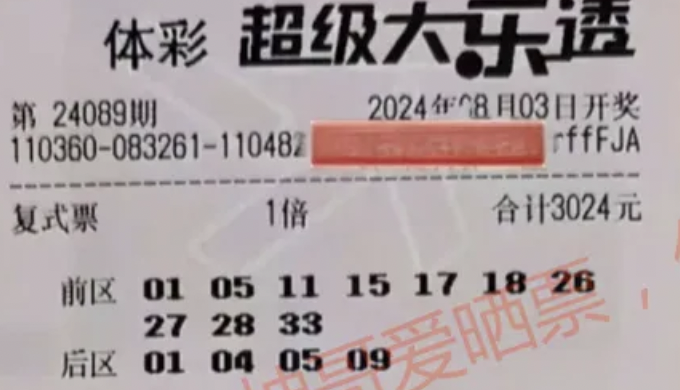 体彩 超级大乐透
第 24089期 2024年08月03日开奖
110360-083261-110482 rffFJA
复式票 1倍 合计3024元
前区 01 05 11 15 17 18 26
27 28 33
后区 01 04 05 09
哥爱晒票，